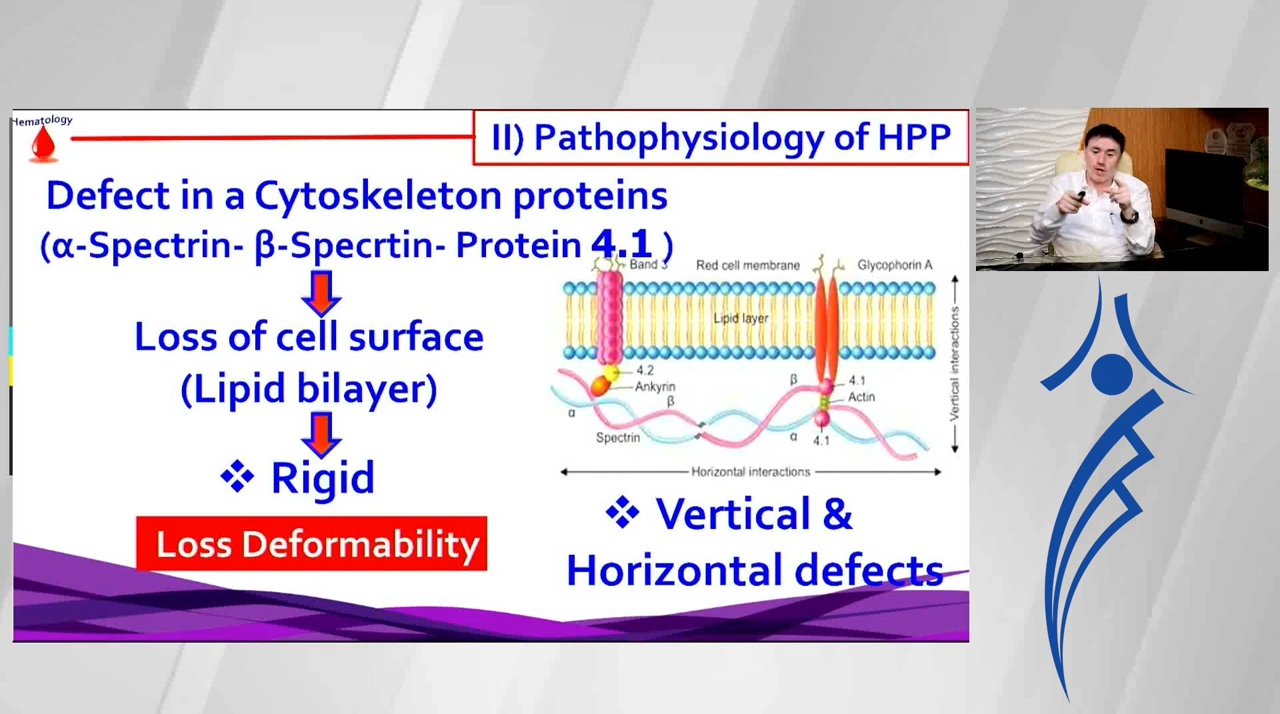 Hematology
II) Pathophysiology of HPP
Defect in a Cytoskeleton proteins
(α-Spectrin- β-Specrtin- Protein 4.1 )
Loss of cell surface
(Lipid bilayer)
❖ Rigid
Loss Deformability
Band 3 Red cell membrane Glycophorin A
Lipid layer
4.2
Ankyrin
β
α
Spectrin
β
4.1
Actin
α
4.1
Vertical interactions
Horizontal interactions
❖ Vertical &
Horizontal defects